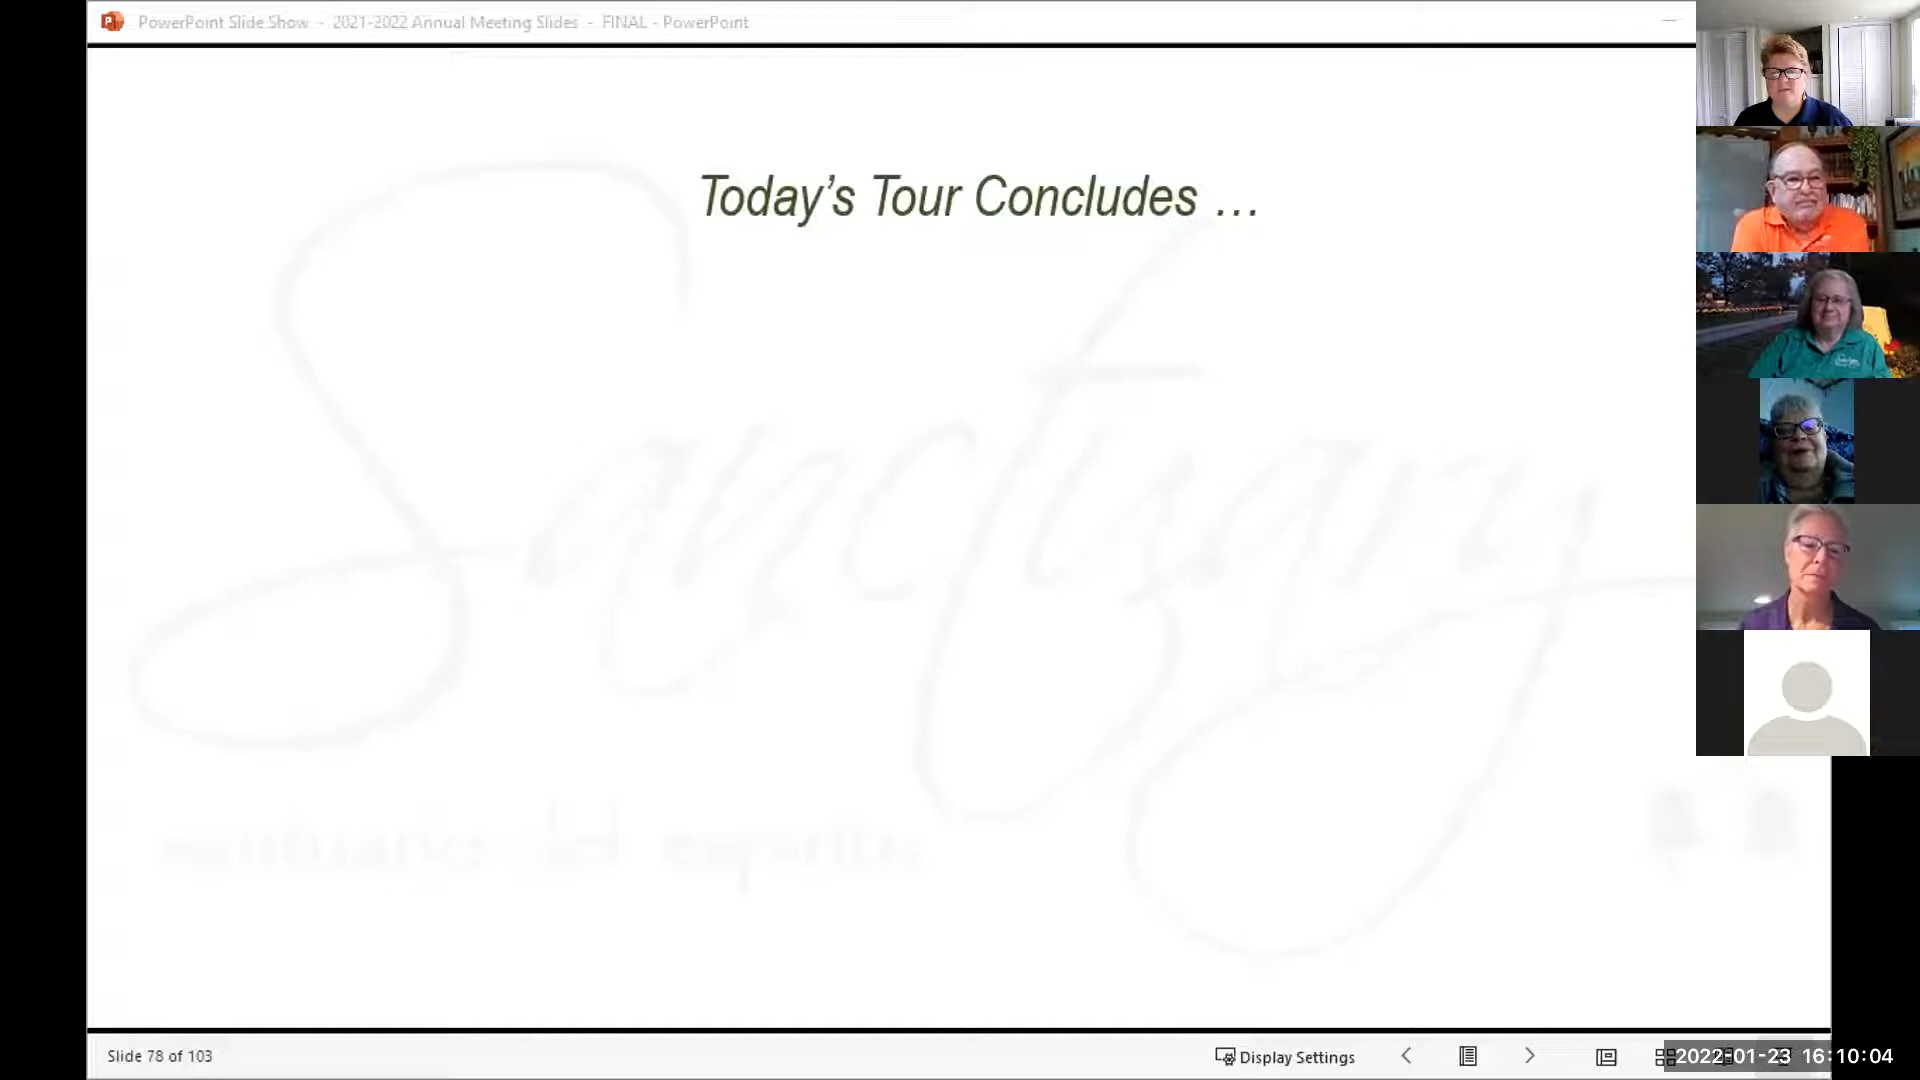 PowerPoint Slide Show - 2021-2022 Annual Meeting Slides - FINAL - PowerPoint
Today's Tour Concludes ...
Sanctuary
Slide 78 of 103
Display Settings
2022-01-23 16:10:04